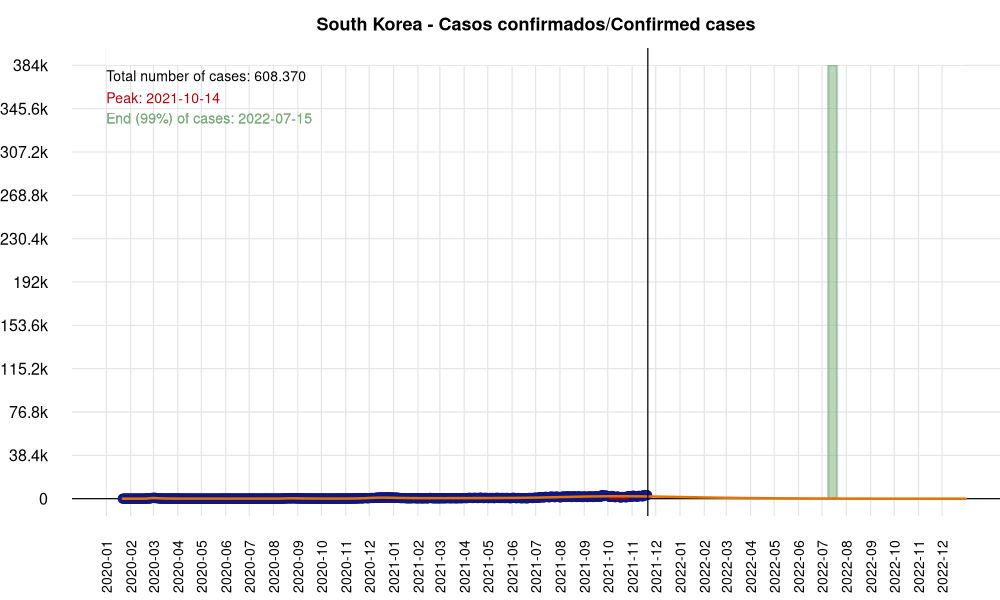 South Korea - Casos confirmados/Confirmed cases
Total number of cases: 608.370
Peak: 2021-10-14
End (99%) of cases: 2022-07-15
384k
345.6k
307.2k
268.8k
230.4k
192k
153.6k
115.2k
76.8k
38.4k
0
2020-01
2020-02
2020-03
2020-04
2020-05
2020-06
2020-07
2020-08
2020-09
2020-10
2020-11
2020-12
2021-01
2021-02
2021-03
2021-04
2021-05
2021-06
2021-07
2021-08
2021-09
2021-10
2021-11
2021-12
2022-01
2022-02
2022-03
2022-04
2022-05
2022-06
2022-07
2022-08
2022-09
2022-10
2022-11
2022-12